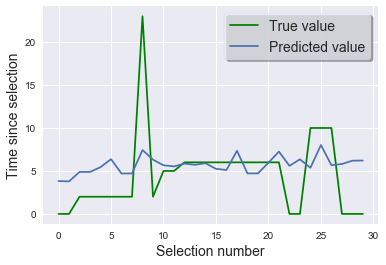 True value
Predicted value
Time since selection
20
15
10
5
0
0 5 10 15 20 25 30
Selection number